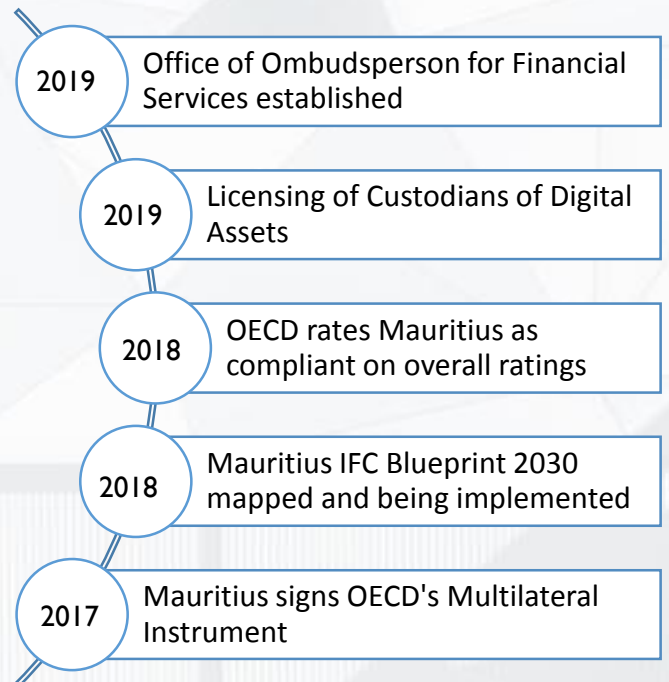 2019
Office of Ombudsperson for Financial
Services established
2019
Licensing of Custodians of Digital
Assets
2018
OECD rates Mauritius as
compliant on overall ratings
2018
Mauritius IFC Blueprint 2030
mapped and being implemented
2017
Mauritius signs OECD's Multilateral
Instrument